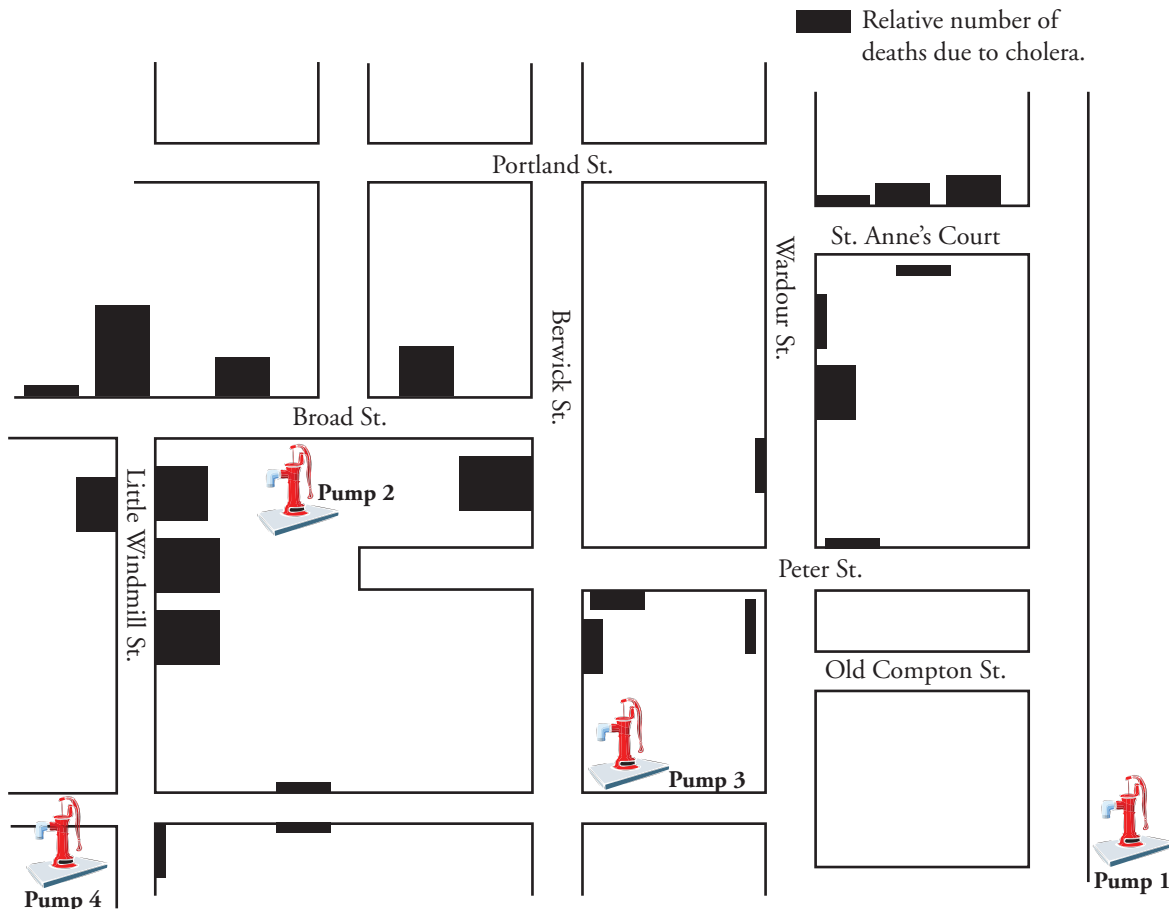 Relative number of
deaths due to cholera.
Portland St.
St. Anne's Court
Wardour St.
Berwick St.
Broad St.
Little Windmill St.
Pump 2
Peter St.
Old Compton St.
Pump 3
Pump 1
Pump 4